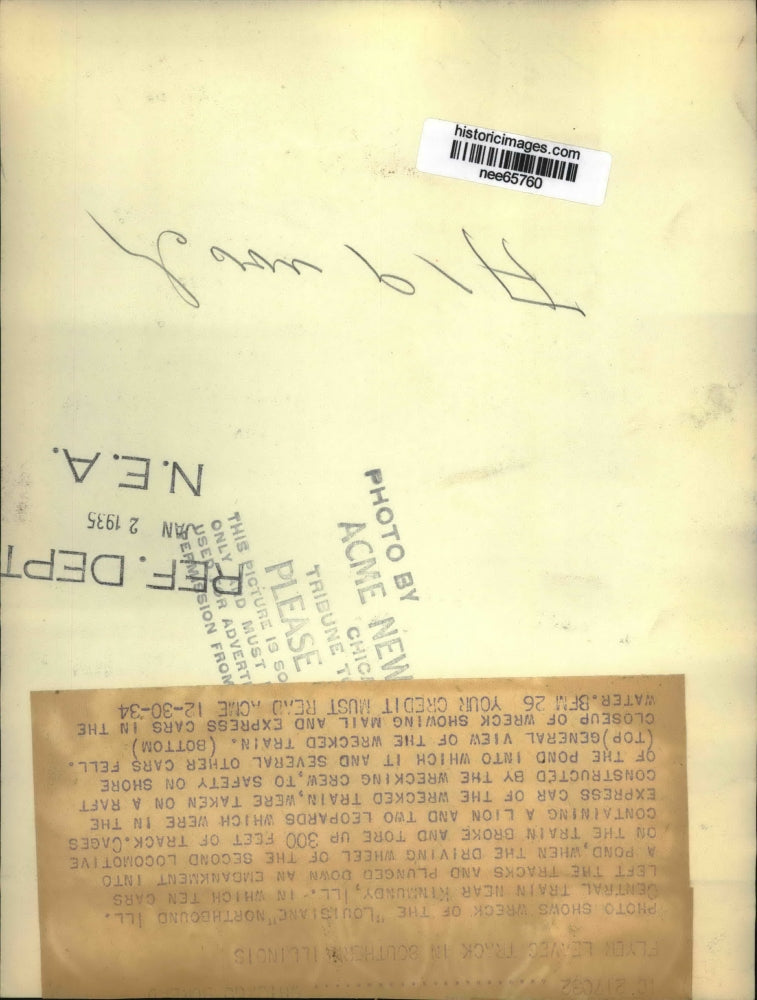 historicimages.com
nee65760
N.E.A.
JAN 2 1935
REF. DEPT
PHOTO BY
ACME NEW
CHIC
TRIBUNE T
PLEASE
THIS PICTURE IS SO
ONLY AND MUST
USED OR ADVERTI
PERMISSION FROM
FLYER LEAVES TRACK IN SOUTHERN ILLINOIS
PHOTO SHOWS WRECK OF THE "LOUISIANE" NORTHBOUND ILL.
CENTRAL TRAIN NEAR KINMUNDY, ILL.- IN WHICH TEN CARS
LEFT THE TRACKS AND PLUNGED DOWN AN EMBANKMENT INTO
A POND,WHEN THE DRIVING WHEEL OF THE SECOND LOCOMOTIVE
ON THE TRAIN BROKE AND TORE UP 300 FEET OF TRACK.CAGES
CONTAINING A LION AND TWO LEOPARDS WHICH WERE IN THE
EXPRESS CAR OF THE WRECKED TRAIN,WERE TAKEN ON A RAFT
CONSTRUCTED BY THE WRECKING CREW,TO SAFETY ON SHORE
OF THE POND INTO WHICH IT AND SEVERAL OTHER CARS FELL.
(TOP)GENERAL VIEW OF THE WRECKED TRAIN. (BOTTOM)
CLOSEUP OF WRECK SHOWING MAIL AND EXPRESS CARS IN THE
WATER.BFM 26 YOUR CREDIT MUST READ ACME 12-30-34